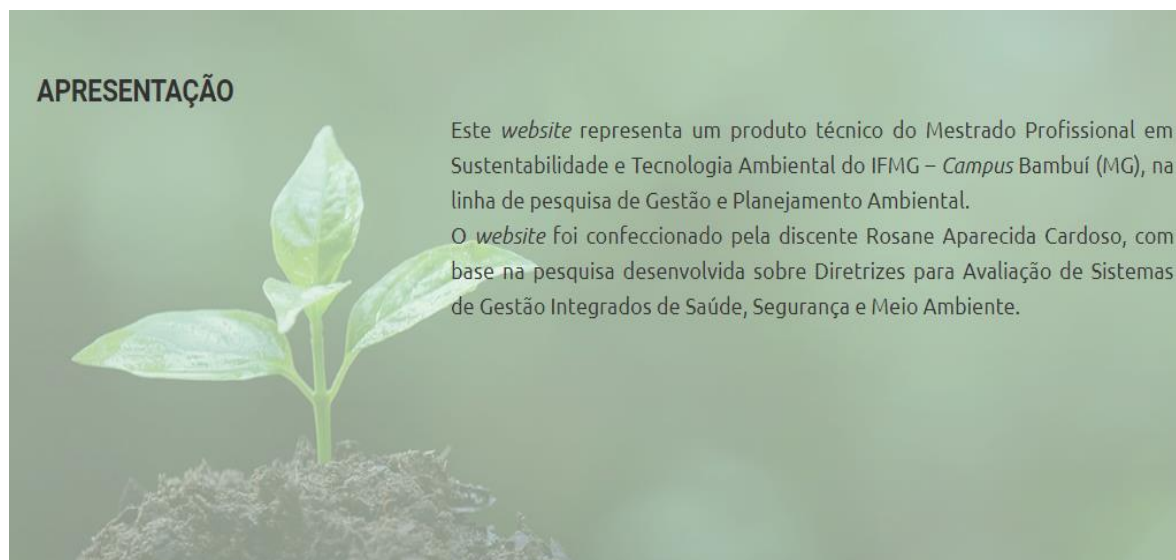 APRESENTAÇÃO
Este website representa um produto técnico do Mestrado Profissional em
Sustentabilidade e Tecnologia Ambiental do IFMG – Campus Bambuí (MG), na
linha de pesquisa de Gestão e Planejamento Ambiental.
O website foi confeccionado pela discente Rosane Aparecida Cardoso, com
base na pesquisa desenvolvida sobre Diretrizes para Avaliação de Sistemas
de Gestão Integrados de Saúde, Segurança e Meio Ambiente.